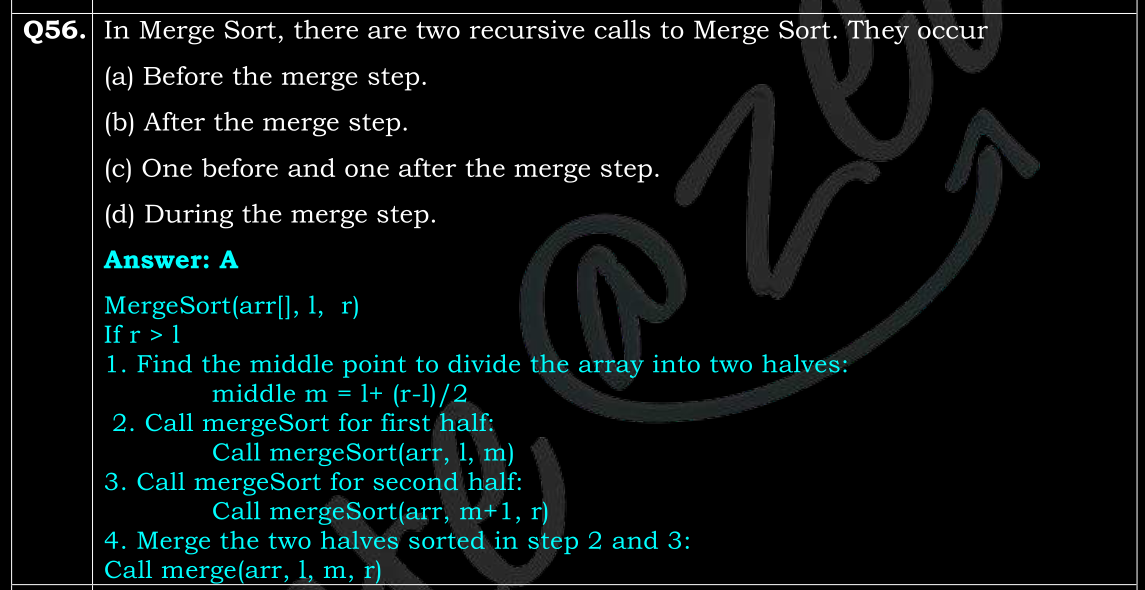 Q56. In Merge Sort, there are two recursive calls to Merge Sort. They occur
(a) Before the merge step.
(b) After the merge step.
(c) One before and one after the merge step.
(d) During the merge step.
Answer: A
MergeSort(arr[], l, r)
If r > l
1. Find the middle point to divide the array into two halves:
middle m = l+ (r-l)/2
2. Call mergeSort for first half:
Call mergeSort(arr, l, m)
3. Call mergeSort for second half:
Call mergeSort(arr, m+1, r)
4. Merge the two halves sorted in step 2 and 3:
Call merge(arr, l, m, r)